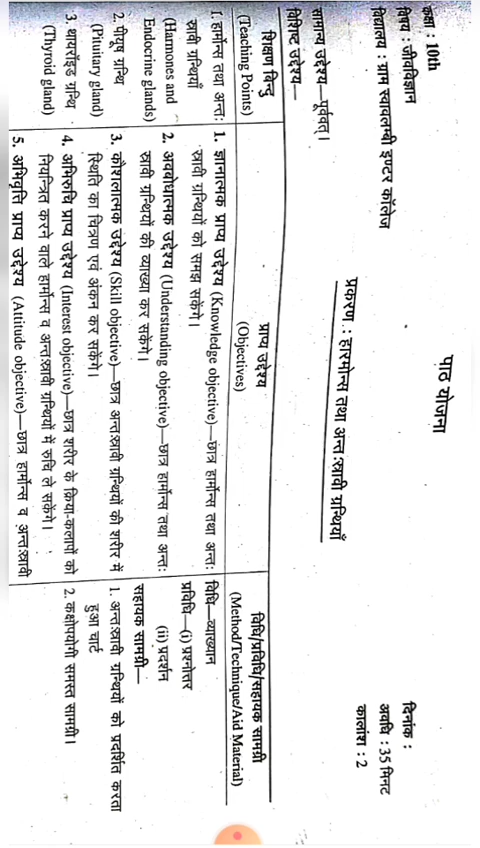 पाठ योजना
कक्षा : 10th
विषय : जीवविज्ञान
विद्यालय : ग्राम स्वावलम्बी इण्टर कॉलेज
दिनांक :
अवधि : 35 मिनट
कालांश : 2
प्रकरण : हारमोन्स तथा अन्तःस्रावी ग्रन्थियाँ
सामान्य उद्देश्य—पूर्ववत्।
विशिष्ट उद्देश्य—
शिक्षण बिन्दु
(Teaching Points)
प्राप्य उद्देश्य
(Objectives)
विधि/प्रविधि/सहायक सामग्री
(Method/Technique/Aid Material)
1. हार्मोन्स तथा अन्तः
स्रावी ग्रन्थियाँ
(Harmones and
Endocrine glands)
2. पीयूष ग्रन्थि
(Pitutary gland)
3. थायरॉइड ग्रन्थि
(Thyroid gland)
1. ज्ञानात्मक प्राप्य उद्देश्य (Knowledge objective)—छात्र हार्मोन्स तथा अन्तः
स्रावी ग्रन्थियों को समझ सकेंगे।
2. अवबोधात्मक उद्देश्य (Understanding objective)—छात्र हार्मोन्स तथा अन्तः
स्रावी ग्रन्थियों की व्याख्या कर सकेंगे।
3. कौशलात्मक उद्देश्य (Skill objective)—छात्र अन्तःस्रावी ग्रन्थियों की शरीर में
स्थिति का चित्रण एवं अंकन कर सकेंगे।
4. अभिरुचि प्राप्य उद्देश्य (Interest objective)—छात्र शरीर के क्रिया-कलापों को
नियन्त्रित करने वाले हार्मोन्स व अन्तःस्रावी ग्रन्थियों में रुचि ले सकेंगे।
5. अभिवृत्ति प्राप्य उद्देश्य (Attitude objective)—छात्र हार्मोन्स व अन्तःस्रावी
विधि—व्याख्यान
प्रविधि—(i) प्रश्नोत्तर
(ii) प्रदर्शन
सहायक सामग्री—
1. अन्तःस्रावी ग्रन्थियों को प्रदर्शित करता
हुआ चार्ट
2. कक्षोपयोगी समस्त सामग्री।